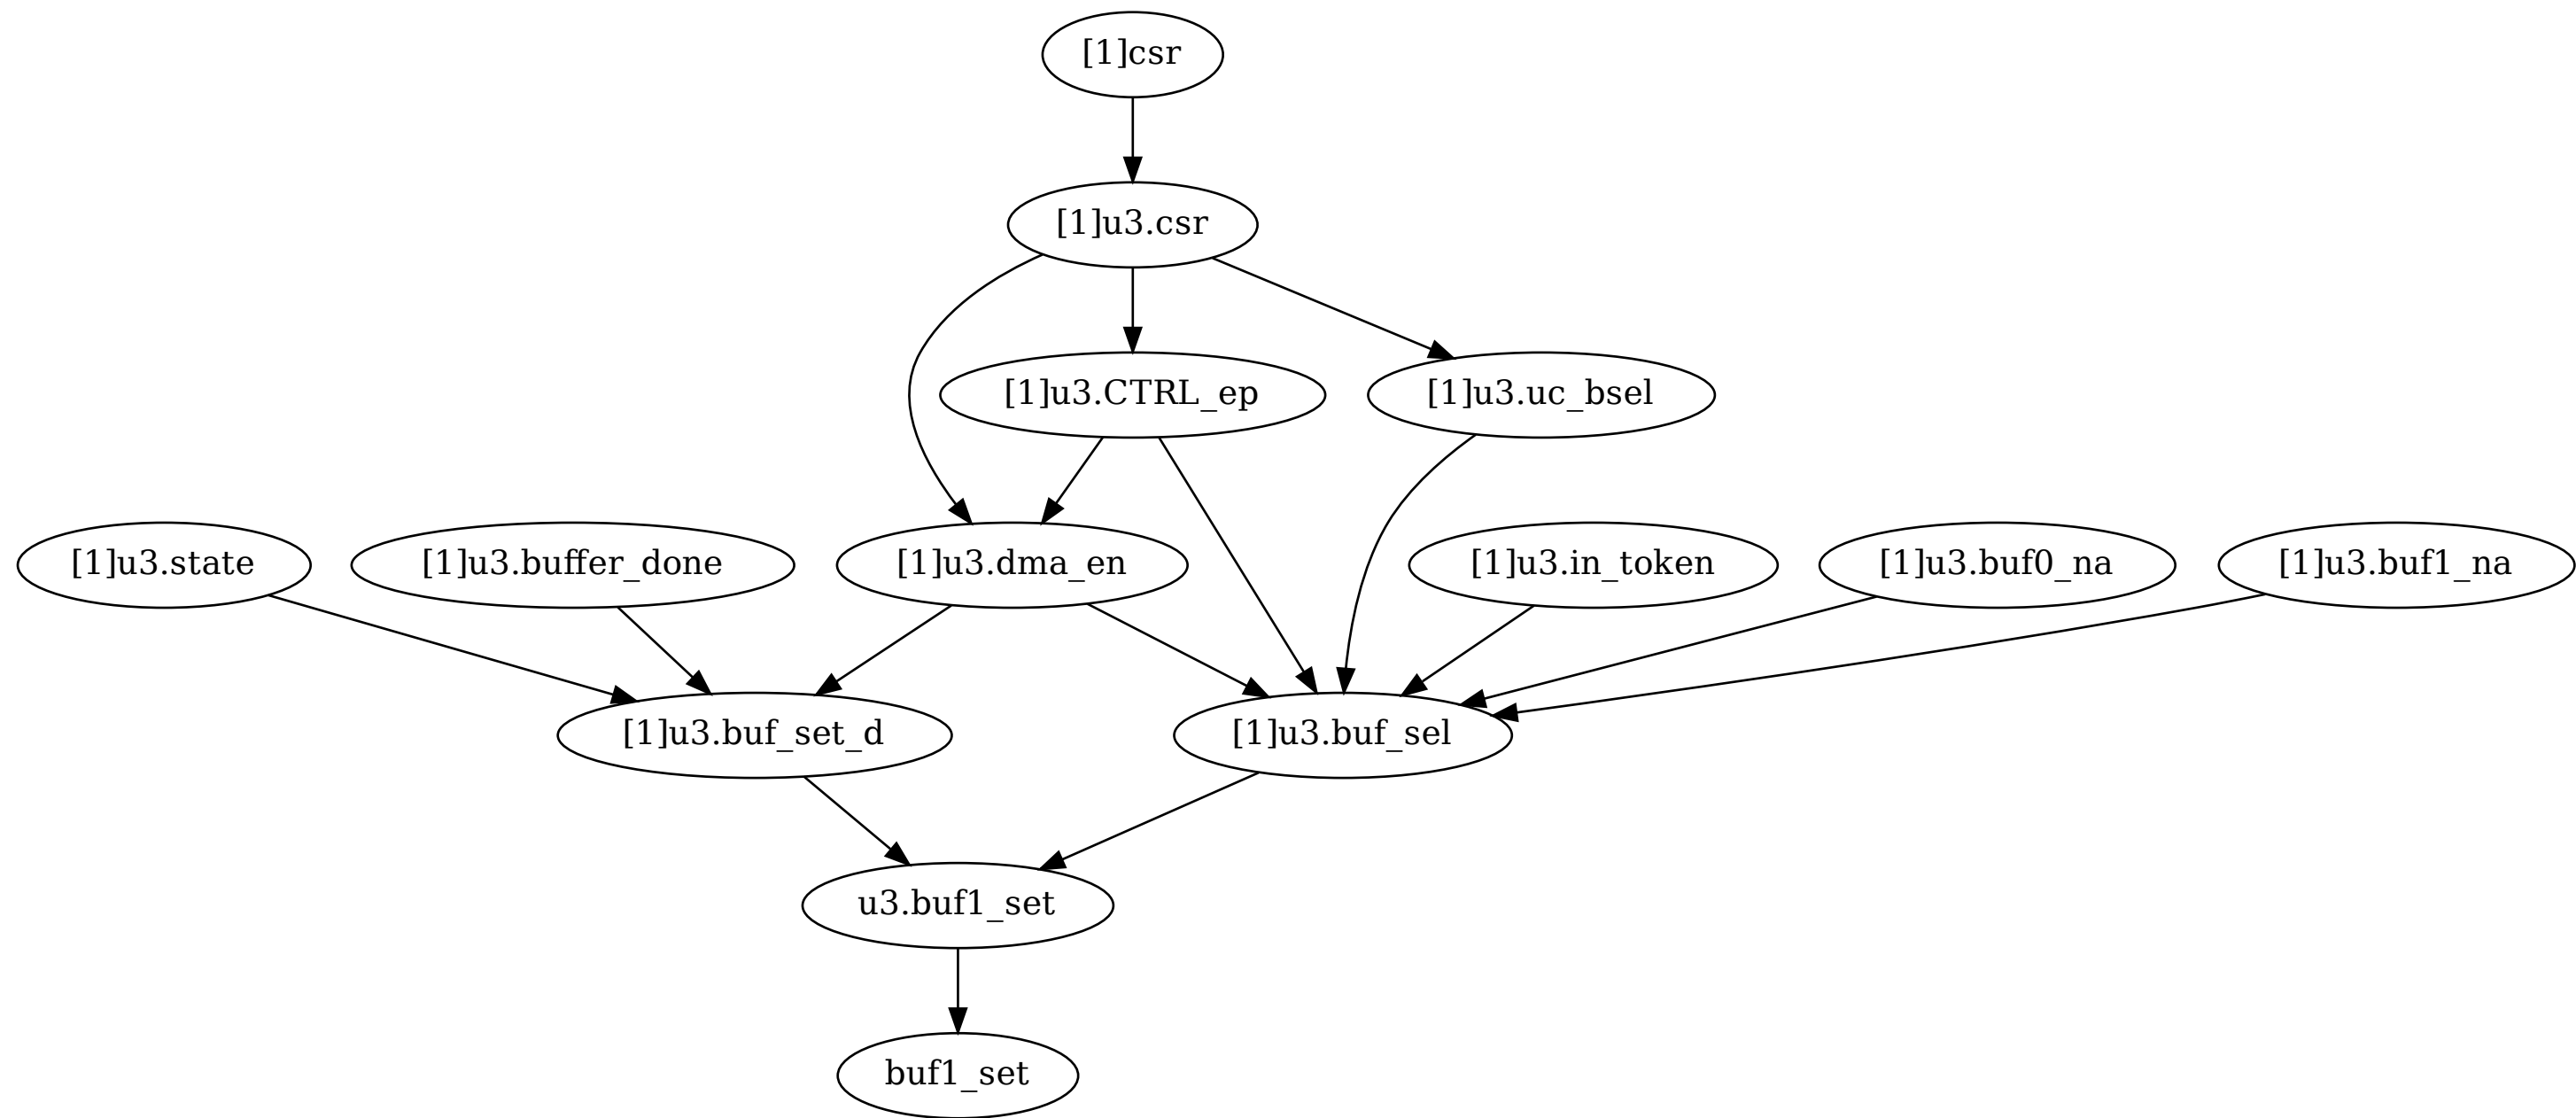 [1]csr
[1]u3.csr
[1]u3.CTRL_ep
[1]u3.uc_bsel
[1]u3.state
[1]u3.buffer_done
[1]u3.dma_en
[1]u3.in_token
[1]u3.buf0_na
[1]u3.buf1_na
[1]u3.buf_set_d
[1]u3.buf_sel
u3.buf1_set
buf1_set